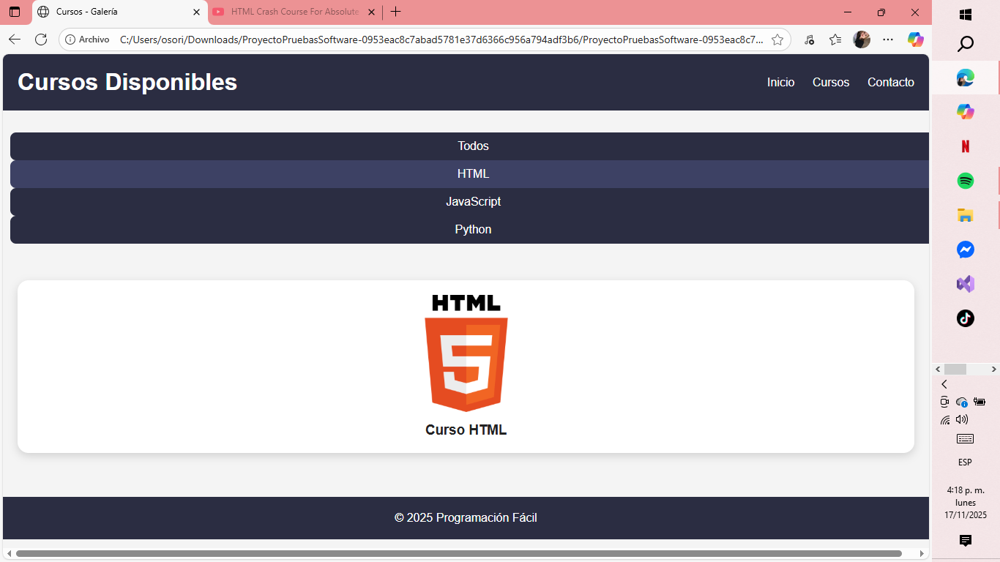 Cursos - Galería
HTML Crash Course For Absolute
Archivo
C:/Users/osori/Downloads/ProyectoPruebasSoftware-0953eac8c7abad5781e37d6366c956a794adf3b6/ProyectoPruebasSoftware-0953eac8c7...
Cursos Disponibles
Inicio Cursos Contacto
Todos
HTML
JavaScript
Python
HTML
5
Curso HTML
© 2025 Programación Fácil
N
ESP
4:18 p. m.
lunes
17/11/2025